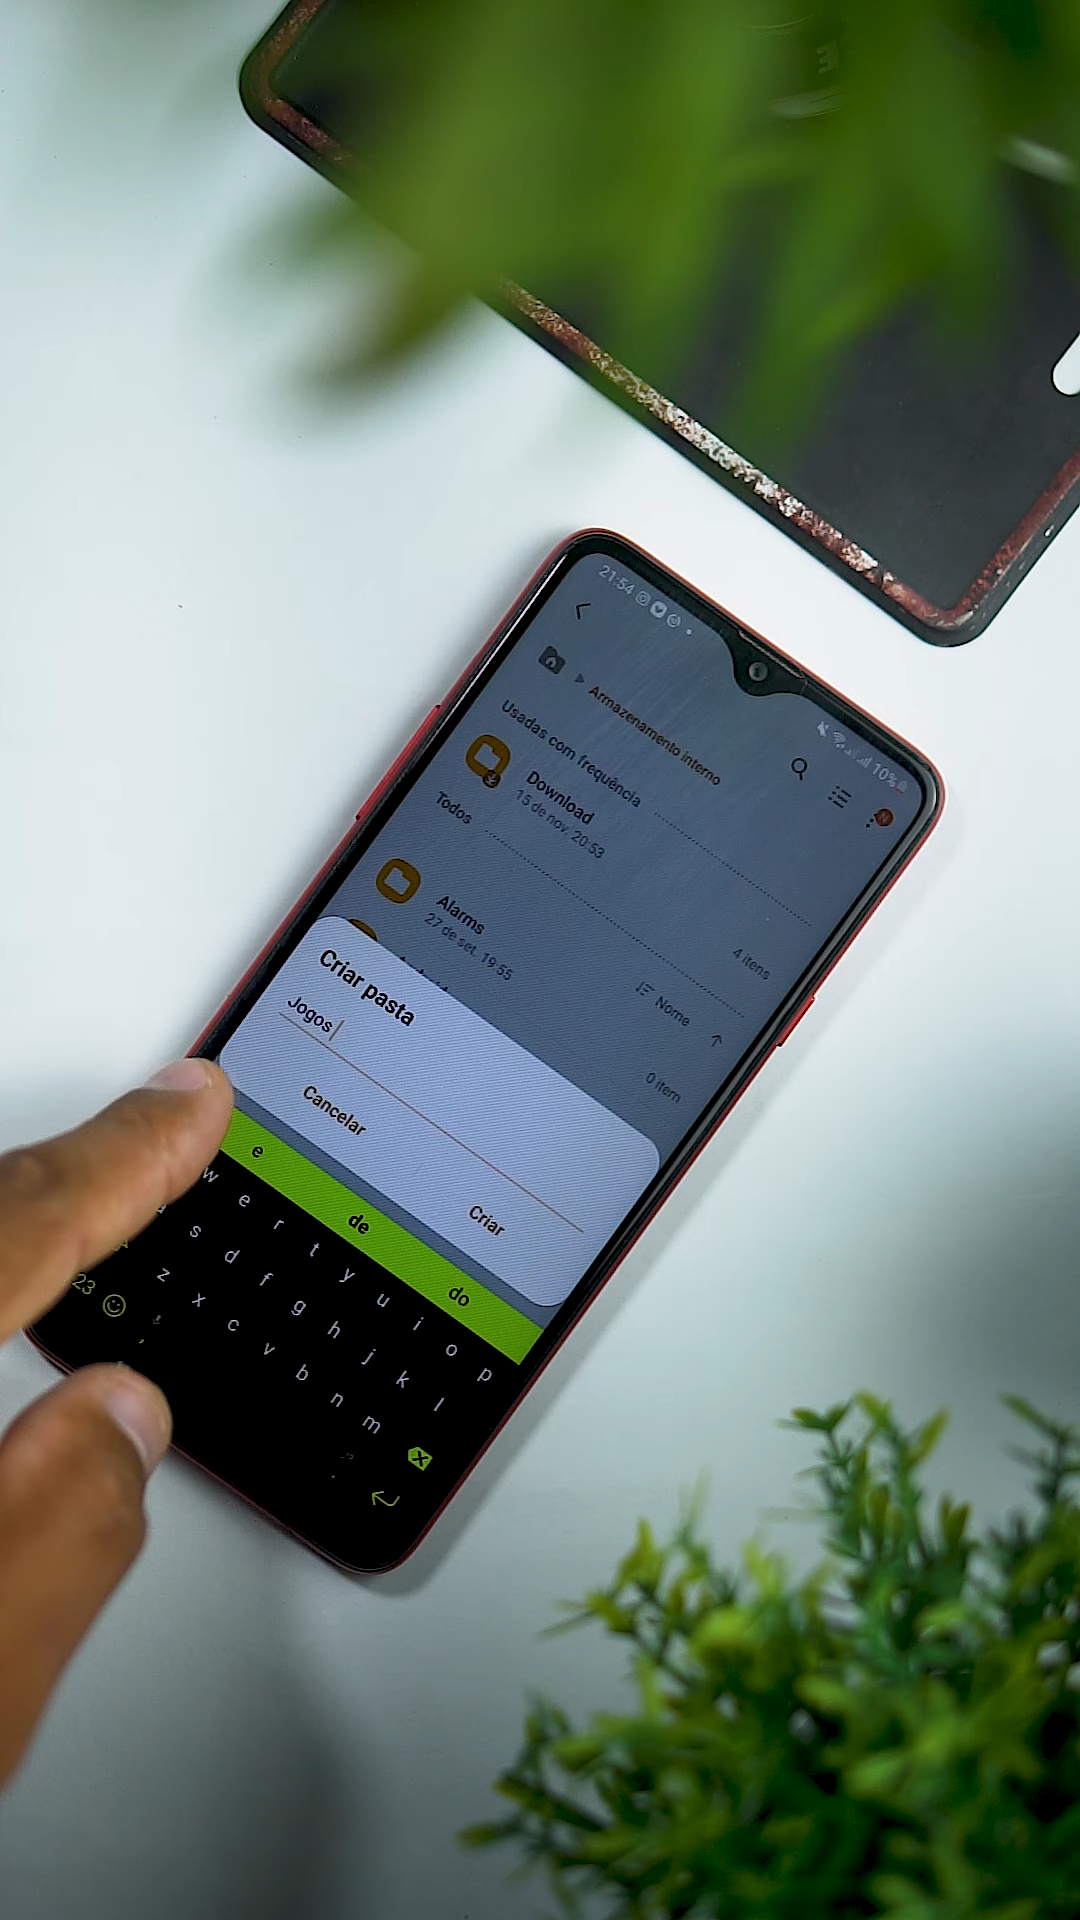 21:54
10%
Armazenamento interno
Usadas com frequência
Download
15 de nov. 20:53
4 itens
Todos
Nome
Alarms
27 de set. 19:55
0 item
Criar pasta
Jogos
Cancelar
Criar
e de do
w e r t y u i o p
s d f g h j k l
z x c v b n m